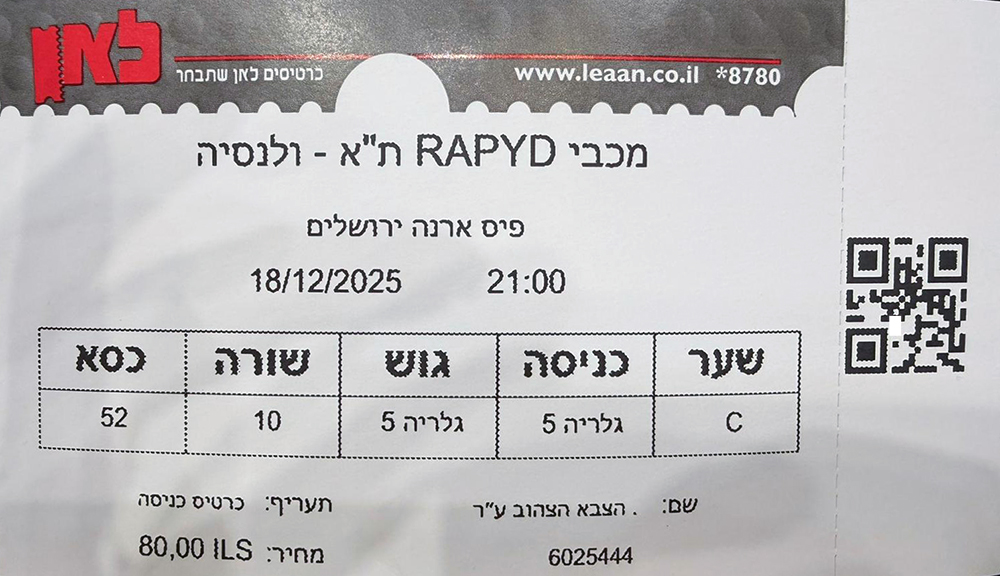 לאן
כרטיסים לאן שתבחר
www.leaan.co.il *8780
מכבי RAPYD ת"א - ולנסיה
פיס ארנה ירושלים
18/12/2025 21:00
שער כניסה גוש שורה כסא
C גלריה 5 גלריה 5 10 52
שם: . הצבא הצהוב ע"ר
6025444
תעריף: כרטיס כניסה
מחיר: 80,00 ILS